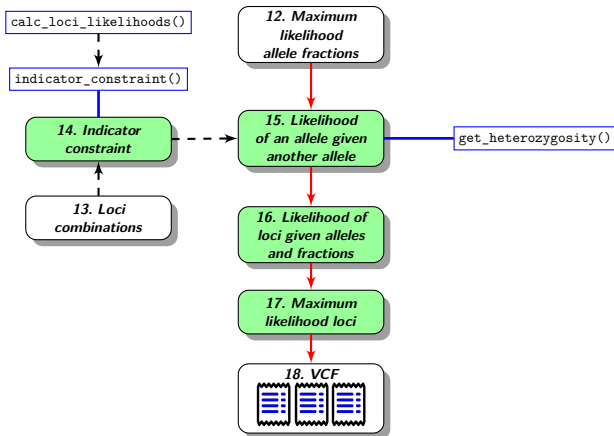 calc_loci_likelihoods()
indicator_constraint()
12. Maximum
likelihood
allele fractions
14. Indicator
constraint
15. Likelihood
of an allele given
another allele
get_heterozygosity()
13. Loci
combinations
16. Likelihood of
loci given alleles
and fractions
17. Maximum
likelihood loci
18. VCF